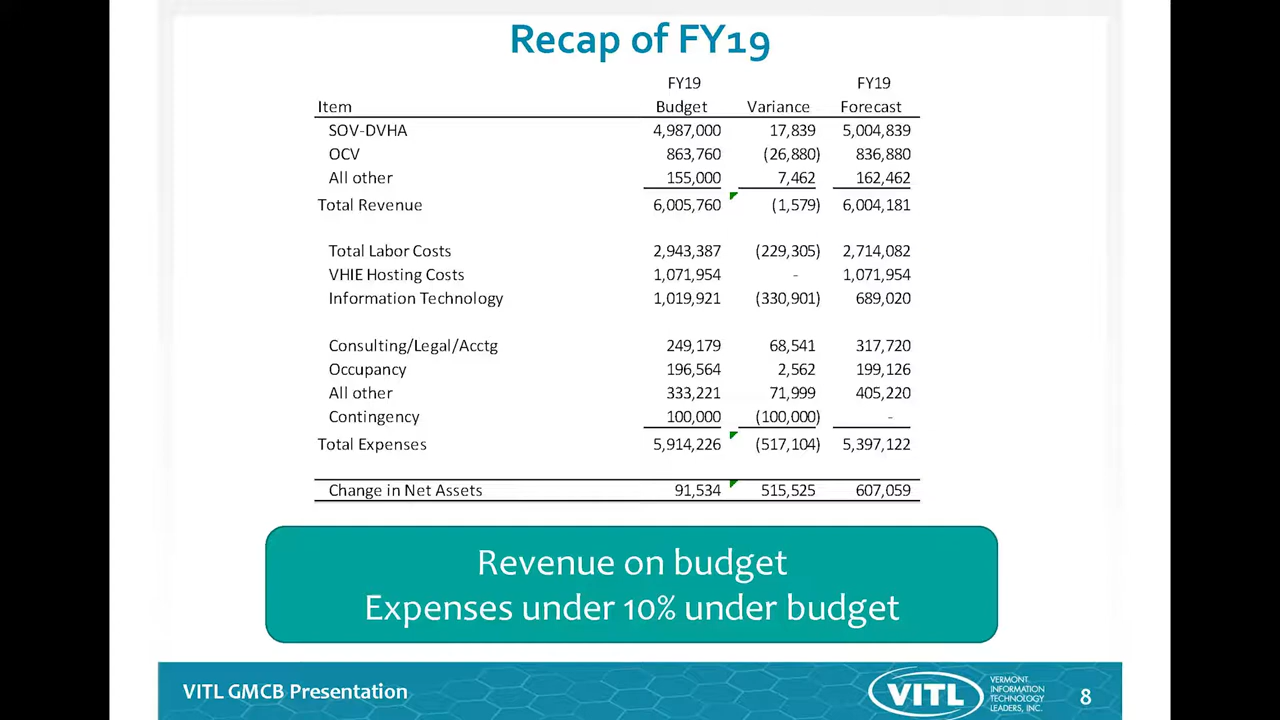 Recap of FY19
FY19 FY19
Item Budget Variance Forecast
SOV-DVHA 4,987,000 17,839 5,004,839
OCV 863,760 (26,880) 836,880
All other 155,000 7,462 162,462
Total Revenue 6,005,760 (1,579) 6,004,181
Total Labor Costs 2,943,387 (229,305) 2,714,082
VHIE Hosting Costs 1,071,954 - 1,071,954
Information Technology 1,019,921 (330,901) 689,020
Consulting/Legal/Acctg 249,179 68,541 317,720
Occupancy 196,564 2,562 199,126
All other 333,221 71,999 405,220
Contingency 100,000 (100,000) -
Total Expenses 5,914,226 (517,104) 5,397,122
Change in Net Assets 91,534 515,525 607,059
Revenue on budget
Expenses under 10% under budget
VITL GMCB Presentation
VITL
VERMONT
INFORMATION
TECHNOLOGY
LEADERS, INC.
8